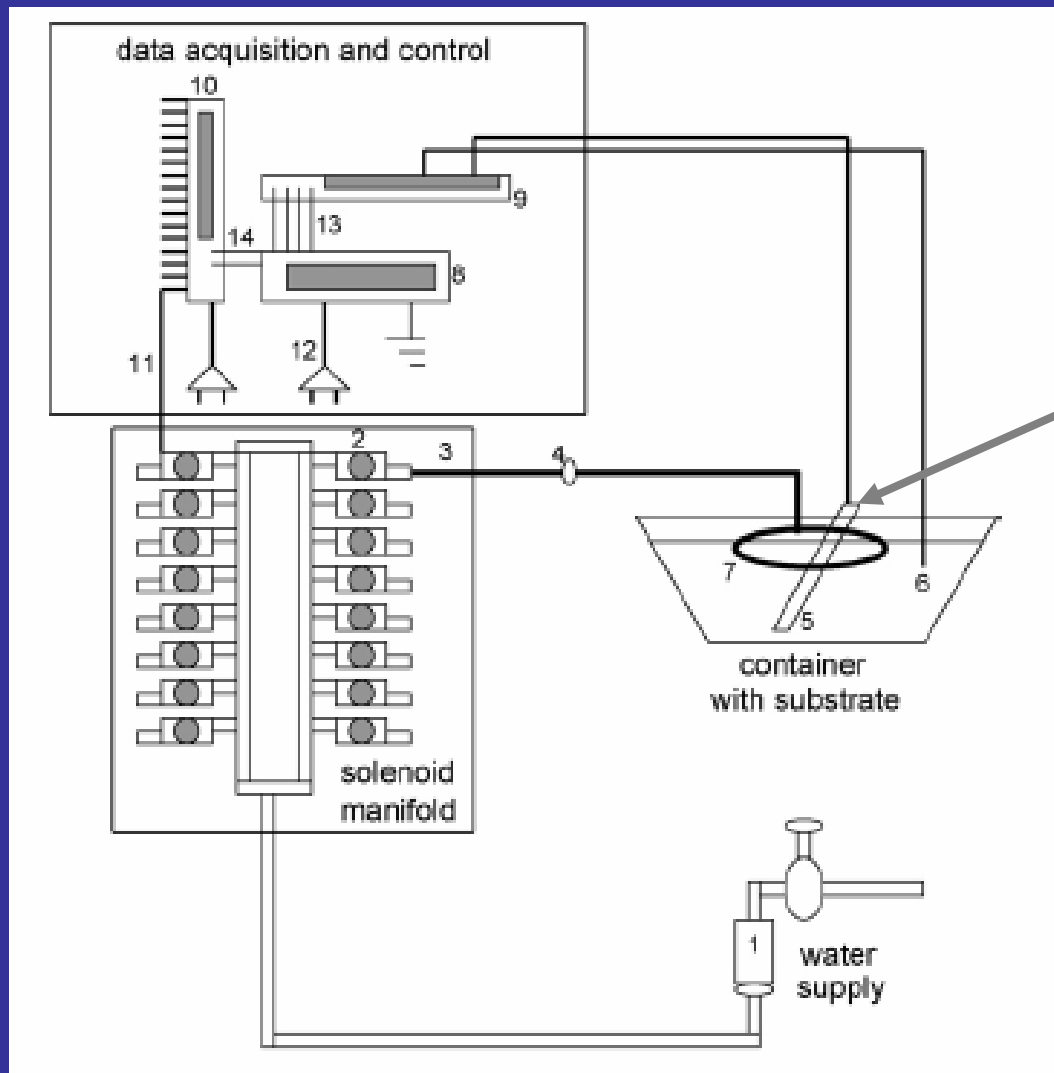 data acquisition and control
10
9
13
14
8
12
11
2
3
4
7
5
6
container
with substrate
solenoid
manifold
1
water
supply